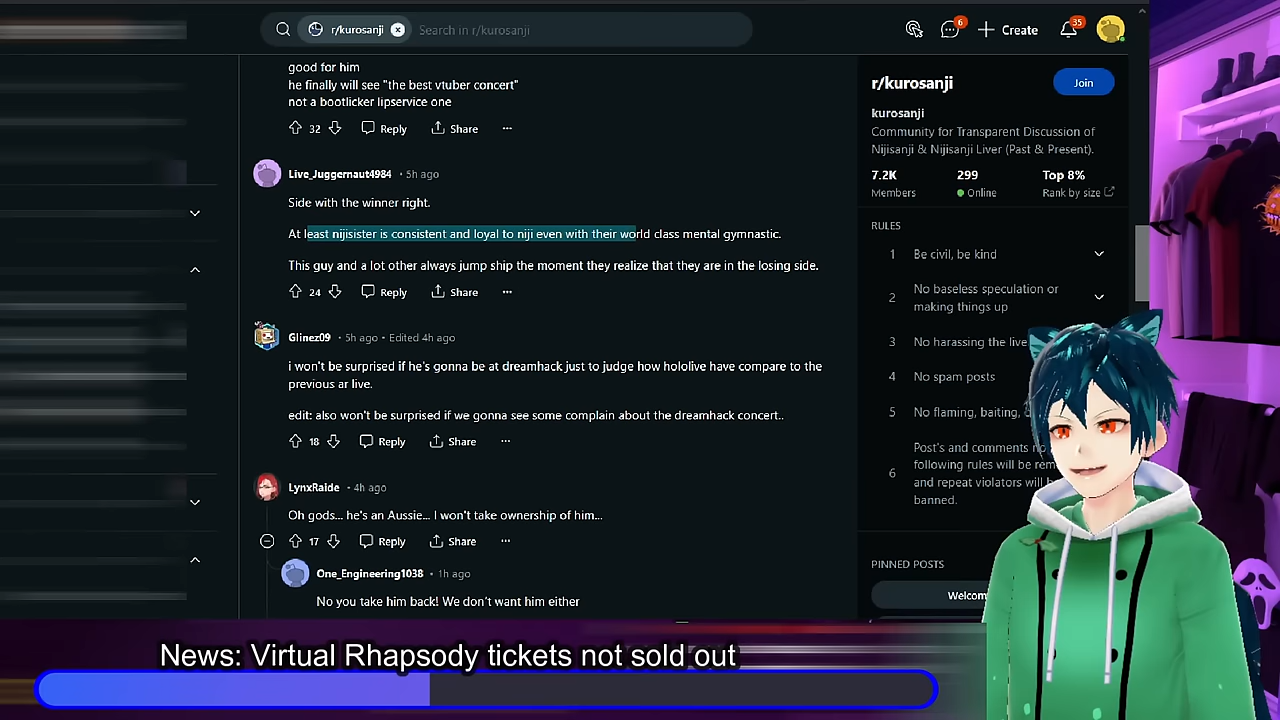 r/kurosanji
Search in r/kurosanji
6
Create
35
good for him
he finally will see "the best vtuber concert"
not a bootlicker lipservice one
32
Reply
Share
Live_Juggernaut4984 • 5h ago
Side with the winner right.
At least nijisister is consistent and loyal to niji even with their world class mental gymnastic.
This guy and a lot other always jump ship the moment they realize that they are in the losing side.
24
Reply
Share
Glinez09 • 5h ago • Edited 4h ago
i won't be surprised if he's gonna be at dreamhack just to judge how hololive have compare to the
previous ar live.
edit: also won't be surprised if we gonna see some complain about the dreamhack concert..
18
Reply
Share
LynxRaide • 4h ago
Oh gods... he's an Aussie... I won't take ownership of him...
17
Reply
Share
One_Engineering1038 • 1h ago
No you take him back! We don't want him either
r/kurosanji
Join
kurosanji
Community for Transparent Discussion of
Nijisanji & Nijisanji Liver (Past & Present).
7.2K
299
Top 8%
Members
Online
Rank by size
RULES
1
Be civil, be kind
2
No baseless speculation or
making things up
3
No harassing the live
4
No spam posts
5
No flaming, baiting,
6
Post's and comments no
following rules will be rem
and repeat violators will b
banned.
PINNED POSTS
Welcom
News: Virtual Rhapsody tickets not sold out